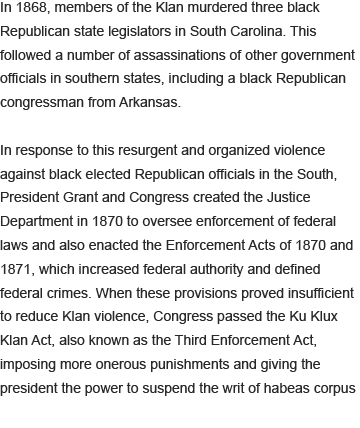 In 1868, members of the Klan murdered three black
Republican state legislators in South Carolina. This
followed a number of assassinations of other government
officials in southern states, including a black Republican
congressman from Arkansas.

In response to this resurgent and organized violence
against black elected Republican officials in the South,
President Grant and Congress created the Justice
Department in 1870 to oversee enforcement of federal
laws and also enacted the Enforcement Acts of 1870 and
1871, which increased federal authority and defined
federal crimes. When these provisions proved insufficient
to reduce Klan violence, Congress passed the Ku Klux
Klan Act, also known as the Third Enforcement Act,
imposing more onerous punishments and giving the
president the power to suspend the writ of habeas corpus